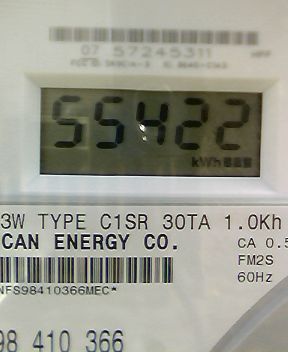 07 57245311
55422
kWh
3W TYPE C1SR 30TA 1.0Kh
CAN ENERGY CO.
CA 0.5
FM2S
60Hz
NFS98410366MEC*
98 410 366